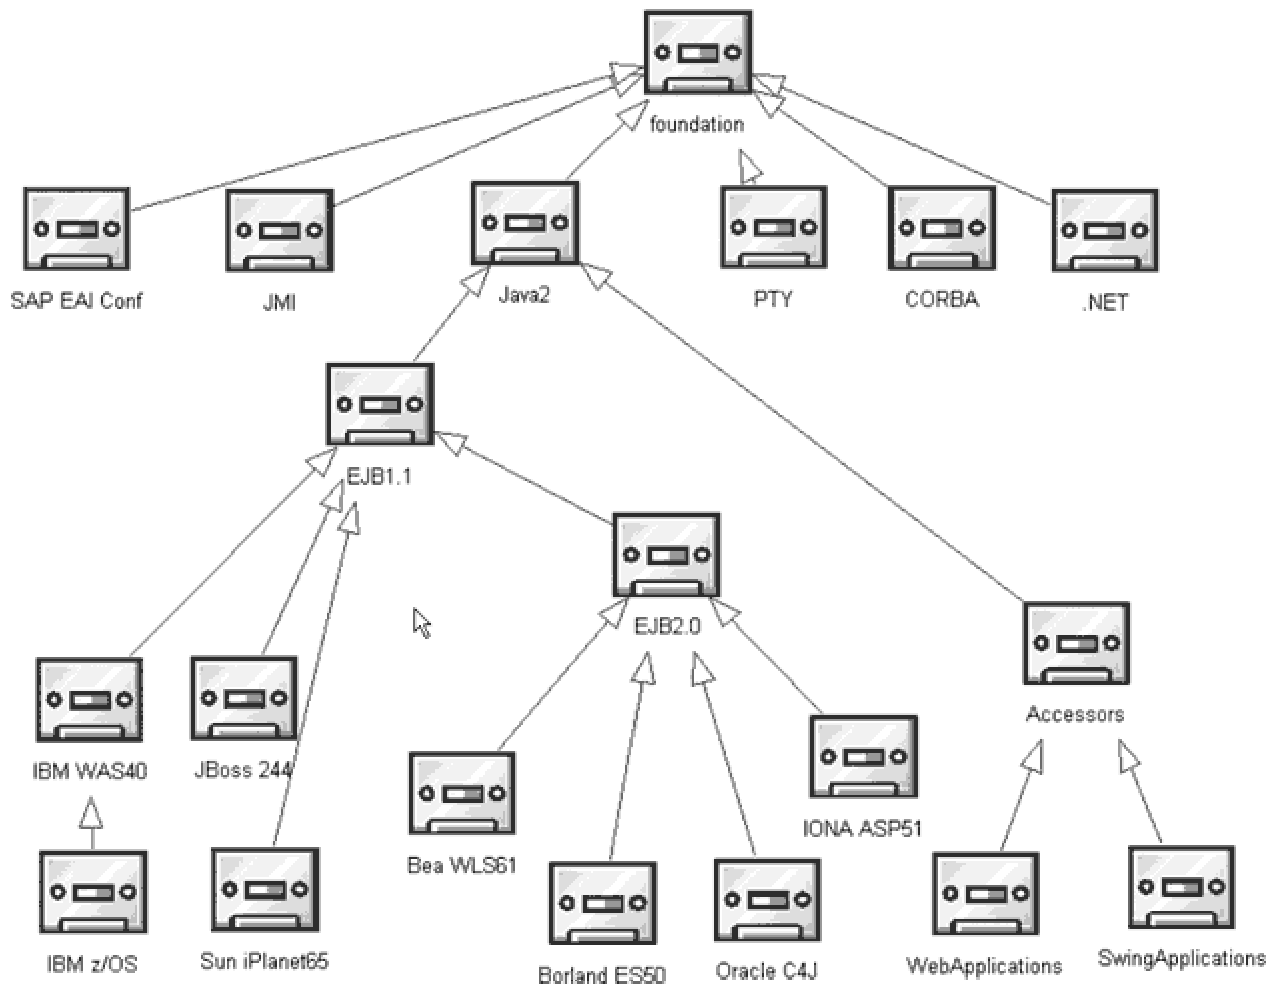 foundation
SAP EAI Conf
JMI
Java2
PTY
CORBA
.NET
EJB1.1
EJB2.0
Accessors
IBM WAS40
JBoss 244
IONA ASP51
Bea WLS61
IBM z/OS
Sun iPlanet65
Borland ES50
Oracle C4J
WebApplications
SwingApplications